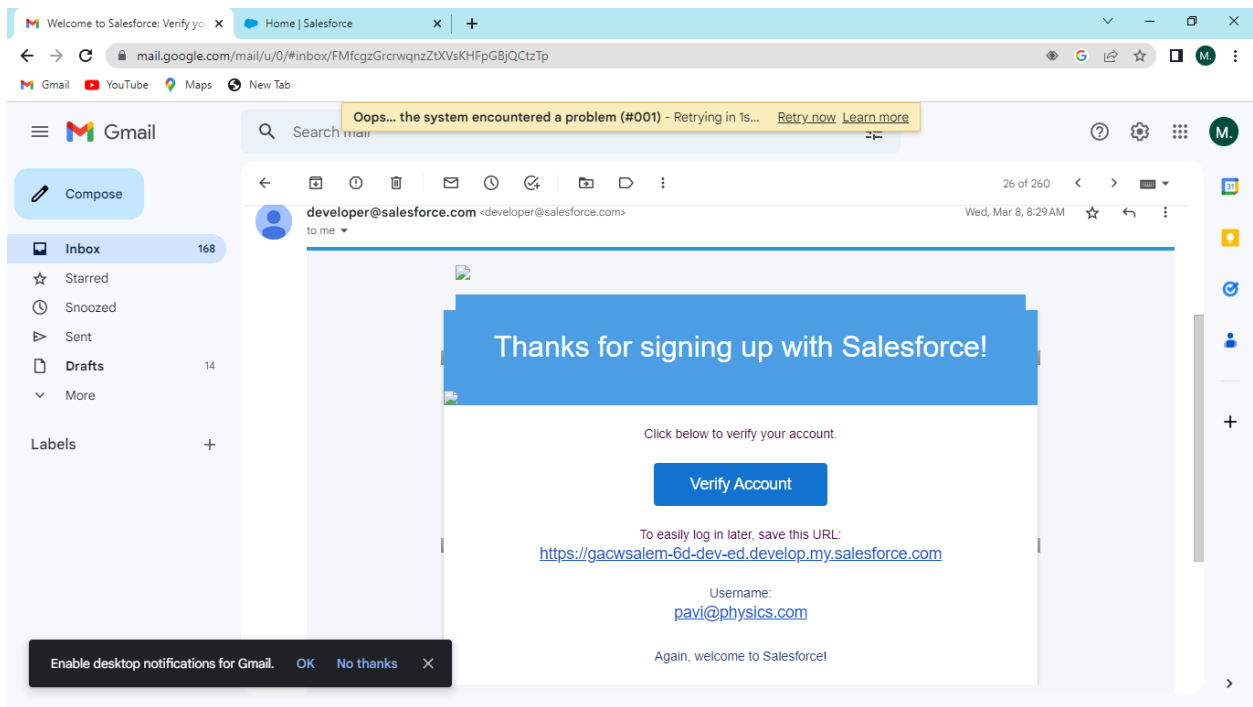 Welcome to Salesforce: Verify yo
Home | Salesforce
mail.google.com/mail/u/0/#inbox/FMfcgzGrcrwqnzZtXVsKHFpGBjQCtzTp
G
M.
Gmail
YouTube
Maps
New Tab
Oops... the system encountered a problem (#001) - Retrying in 1s... Retry now Learn more
Gmail
Search mail
M.
Compose
26 of 260
31
developer@salesforce.com <developer@salesforce.com>
Wed, Mar 8, 8:29 AM
to me
Inbox 168
Starred
Snoozed
Sent
Drafts 14
More
Labels
Thanks for signing up with Salesforce!
Click below to verify your account.
Verify Account
To easily log in later, save this URL:
https://gacwsalem-6d-dev-ed.develop.my.salesforce.com
Username:
pavi@physics.com
Again, welcome to Salesforce!
Enable desktop notifications for Gmail. OK No thanks